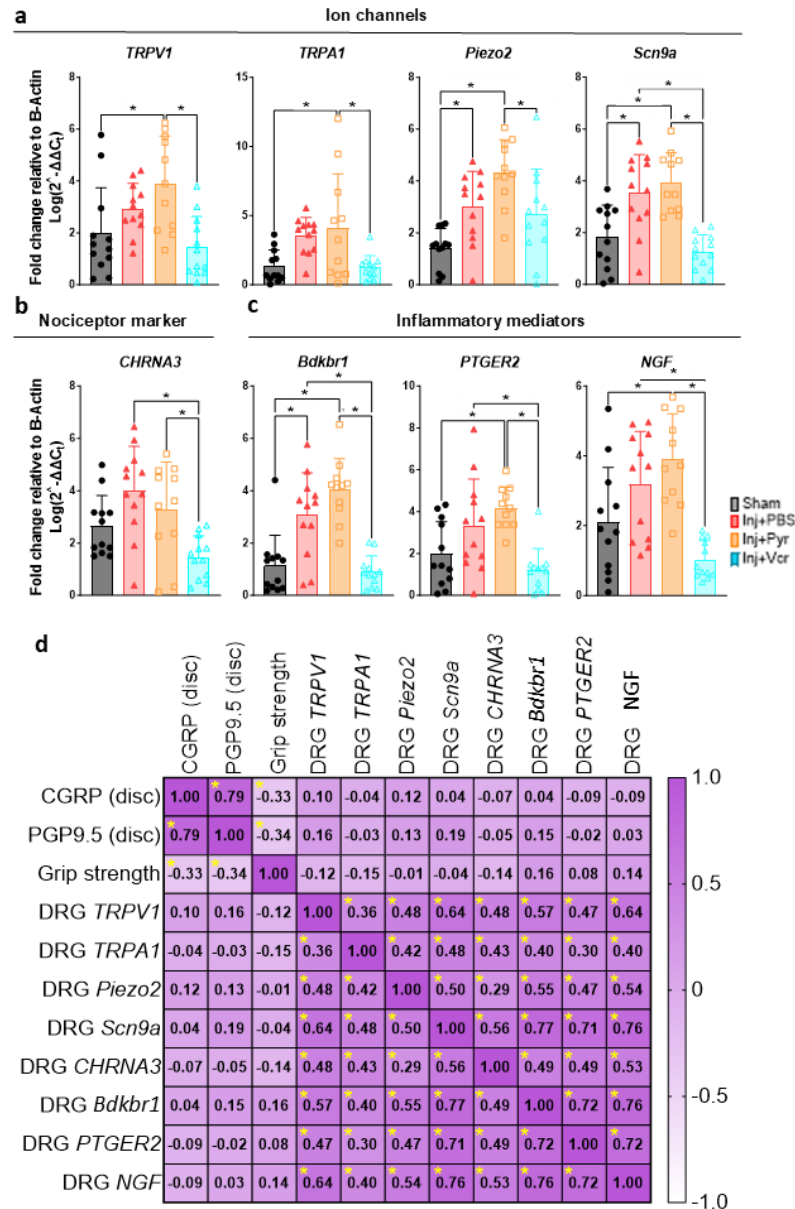 a
Ion channels
TRPV1
TRPA1
Piezo2
Scn9a
Fold change relative to B-Actin
Log(2^-ΔΔCt)
8
6
4
2
0
*
*
15
10
5
0
*
*
8
6
4
2
0
*
*
*
8
6
4
2
0
*
*
*
*
b
Nociceptor marker
c
Inflammatory mediators
CHRNA3
Bdkbr1
PTGER2
NGF
Fold change relative to B-Actin
Log(2^-ΔΔCt)
8
6
4
2
0
*
*
8
6
4
2
0
*
*
*
*
10
8
6
4
2
0
*
*
*
6
4
2
0
*
*
*
Sham
Inj+PBS
Inj+Pyr
Inj+Vcr
d
CGRP (disc)
PGP9.5 (disc)
Grip strength
DRG TRPV1
DRG TRPA1
DRG Piezo2
DRG Scn9a
DRG CHRNA3
DRG Bdkbr1
DRG PTGER2
DRG NGF
CGRP (disc) 1.00 *0.79 *-0.33 0.10 -0.04 0.12 0.04 -0.07 0.04 -0.09 -0.09
PGP9.5 (disc) *0.79 1.00 *-0.34 0.16 -0.03 0.13 0.19 -0.05 0.15 -0.02 0.03
Grip strength *-0.33 *-0.34 1.00 -0.12 -0.15 -0.01 -0.04 -0.14 0.16 0.08 0.14
DRG TRPV1 0.10 0.16 -0.12 1.00 *0.36 *0.48 *0.64 *0.48 *0.57 *0.47 *0.64
DRG TRPA1 -0.04 -0.03 -0.15 *0.36 1.00 *0.42 *0.48 *0.43 *0.40 *0.30 *0.40
DRG Piezo2 0.12 0.13 -0.01 *0.48 *0.42 1.00 *0.50 *0.29 *0.55 *0.47 *0.54
DRG Scn9a 0.04 0.19 -0.04 *0.64 *0.48 *0.50 1.00 *0.56 *0.77 *0.71 *0.76
DRG CHRNA3 -0.07 -0.05 -0.14 *0.48 *0.43 *0.29 *0.56 1.00 *0.49 *0.49 *0.53
DRG Bdkbr1 0.04 0.15 0.16 *0.57 *0.40 *0.55 *0.77 *0.49 1.00 *0.72 *0.76
DRG PTGER2 -0.09 -0.02 0.08 *0.47 *0.30 *0.47 *0.71 *0.49 *0.72 1.00 *0.72
DRG NGF -0.09 0.03 0.14 *0.64 *0.40 *0.54 *0.76 *0.53 *0.76 *0.72 1.00
1.0
0.5
0
-0.5
-1.0